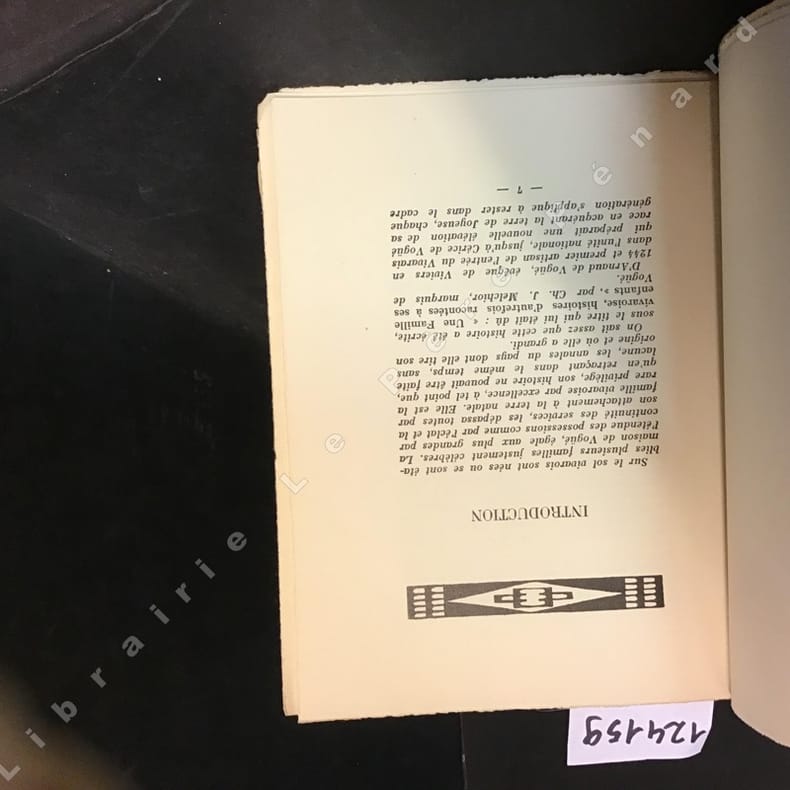 INTRODUCTION
Sur le sol vivarois sont nées ou se sont éta-
blies plusieurs familles justement célèbres. La
maison de Vogüé, égale aux plus grandes par
l'étendue des possessions comme par l'éclat et la
continuité des services, les dépassa toutes par
son attachement à la terre natale. Elle est la
famille vivaroise par excellence, à tel point que,
rare privilège, son histoire ne pouvait être faite
qu'en retraçant dans le même temps, sans
lacune, les annales du pays dont elle tire son
origine et où elle a grandi.
On sait assez que cette histoire a été écrite,
sous le titre qui lui était dû : « Une Famille
vivaroise, histoires d'autrefois racontées à ses
enfants », par Ch. J. Melchior, marquis de
Vogüé.
D'Arnaud de Vogüé, évêque de Viviers en
1244 et premier artisan de l'entrée du Vivarais
dans l'unité nationale, jusqu'à Cérice de Vogüé
qui préparait une nouvelle élévation de sa
race en acquérant la terre de Joyeuse, chaque
génération s'applique à rester dans le cadre
— 7 —
124159
Librairie Le Père Pénard